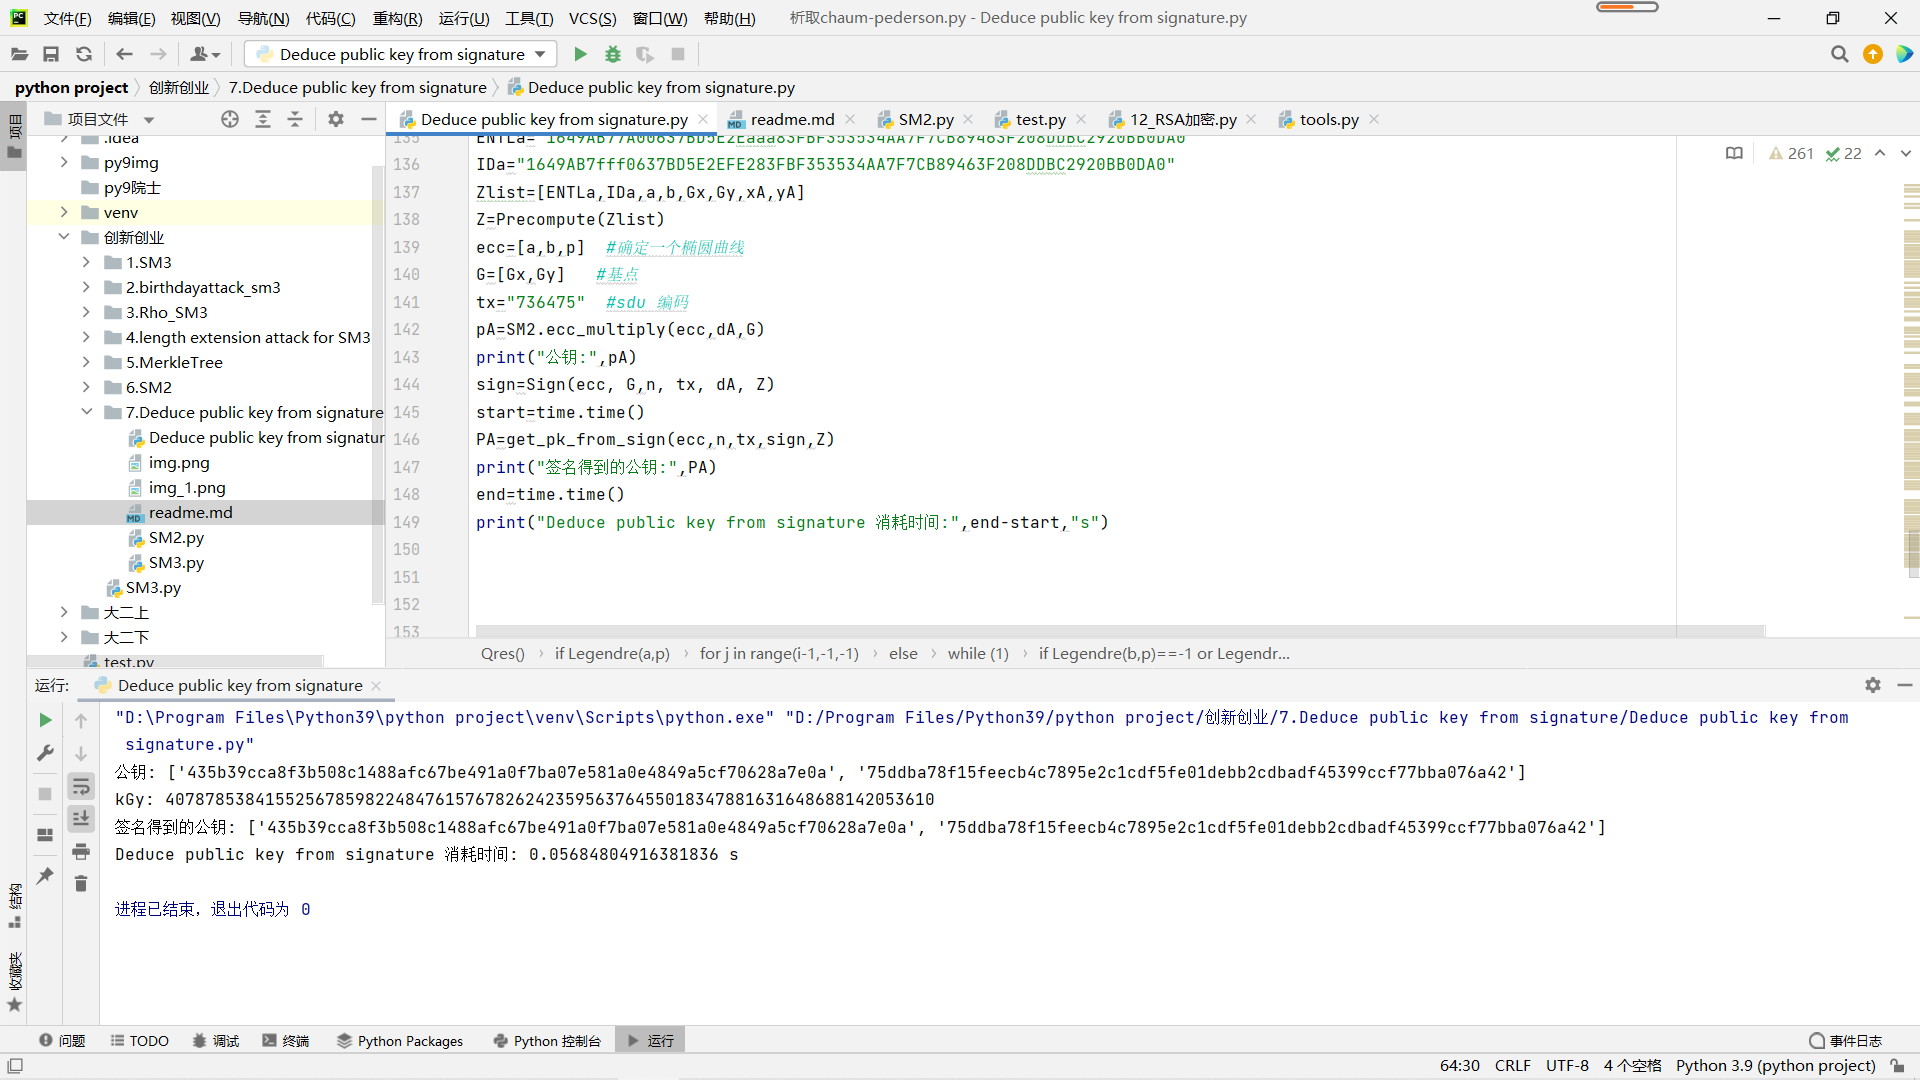 文件(F) 编辑(E) 视图(V) 导航(N) 代码(C) 重构(R) 运行(U) 工具(T) VCS(S) 窗口(W) 帮助(H) 析取chaum-pederson.py - Deduce public key from signature.py
Deduce public key from signature
python project 创新创业 7.Deduce public key from signature Deduce public key from signature.py
项目
项目文件
Deduce public key from signature.py readme.md SM2.py test.py 12_RSA加密.py tools.py
.idea
py9img
py9院士
venv
创新创业
1.SM3
2.birthdayattack_sm3
3.Rho_SM3
4.length extension attack for SM3
5.MerkleTree
6.SM2
7.Deduce public key from signature
Deduce public key from signatur
img.png
img_1.png
readme.md
SM2.py
SM3.py
SM3.py
大二上
大二下
test.py
261 22
135 ENTLa="1649AB77A00637BD5E2Eaaa83FBF353534AA7F7CB89463F208DDBC2920BB0DA0"
136 IDa="1649AB7fff0637BD5E2EFE283FBF353534AA7F7CB89463F208DDBC2920BB0DA0"
137 Zlist=[ENTLa,IDa,a,b,Gx,Gy,xA,yA]
138 Z=Precompute(Zlist)
139 ecc=[a,b,p]  #确定一个椭圆曲线
140 G=[Gx,Gy]   #基点
141 tx="736475"  #sdu 编码
142 pA=SM2.ecc_multiply(ecc,dA,G)
143 print("公钥:",pA)
144 sign=Sign(ecc, G,n, tx, dA, Z)
145 start=time.time()
146 PA=get_pk_from_sign(ecc,n,tx,sign,Z)
147 print("签名得到的公钥:",PA)
148 end=time.time()
149 print("Deduce public key from signature 消耗时间:",end-start,"s")
150
151
152
153
Qres() if Legendre(a,p) for j in range(i-1,-1,-1) else while (1) if Legendre(b,p)==-1 or Legendr...
运行: Deduce public key from signature
"D:\Program Files\Python39\python project\venv\Scripts\python.exe" "D:/Program Files/Python39/python project/创新创业/7.Deduce public key from signature/Deduce public key from
signature.py"
公钥: ['435b39cca8f3b508c1488afc67be491a0f7ba07e581a0e4849a5cf70628a7e0a', '75ddba78f15feecb4c7895e2c1cdf5fe01debb2cdbadf45399ccf77bba076a42']
kGy: 40787853841552567859822484761576782624235956376455018347881631648688142053610
签名得到的公钥: ['435b39cca8f3b508c1488afc67be491a0f7ba07e581a0e4849a5cf70628a7e0a', '75ddba78f15feecb4c7895e2c1cdf5fe01debb2cdbadf45399ccf77bba076a42']
Deduce public key from signature 消耗时间: 0.05684804916381836 s
进程已结束，退出代码为 0
结构
收藏夹
问题 TODO 调试 终端 Python Packages Python 控制台 运行 事件日志
64:30 CRLF UTF-8 4 个空格 Python 3.9 (python project)